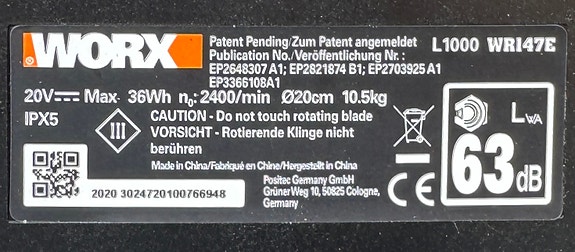 WORX
Patent Pending/Zum Patent angemeldet
L1000 WR147E
Publication No./Veröffentlichung Nr.:
EP2648307 A1; EP2821874 B1; EP2703925 A1
EP3366108A1
20V Max 36Wh n₀:2400/min Ø20cm 10.5kg
IPX5
III
CAUTION - Do not touch rotating blade
VORSICHT - Rotierende Klinge nicht
berühren
Made in China/Fabriqué en Chine/Hergestellt in China
Positec Germany GmbH
Grüner Weg 10, 50825 Cologne,
Germany
2020 3024720100766948
CE
LWA
63dB